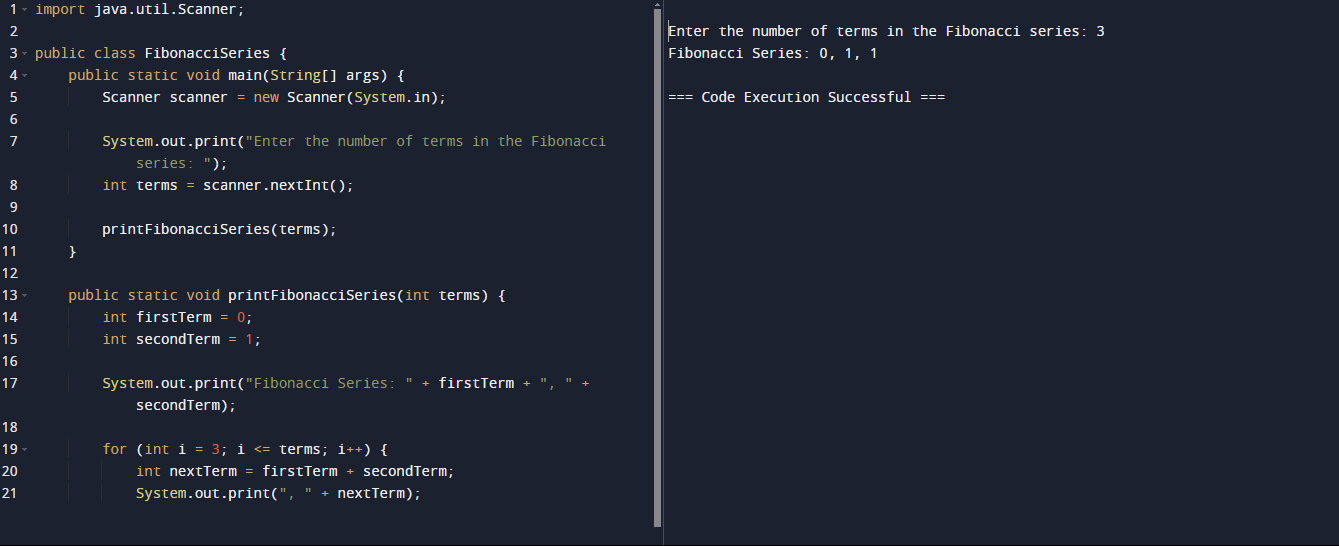 1 import java.util.Scanner;
2
3 public class FibonacciSeries {
4     public static void main(String[] args) {
5         Scanner scanner = new Scanner(System.in);
6
7         System.out.print("Enter the number of terms in the Fibonacci
            series: ");
8         int terms = scanner.nextInt();
9
10         printFibonacciSeries(terms);
11     }
12
13     public static void printFibonacciSeries(int terms) {
14         int firstTerm = 0;
15         int secondTerm = 1;
16
17         System.out.print("Fibonacci Series: " + firstTerm + ", " +
            secondTerm);
18
19         for (int i = 3; i <= terms; i++) {
20             int nextTerm = firstTerm + secondTerm;
21             System.out.print(", " + nextTerm);
Enter the number of terms in the Fibonacci series: 3
Fibonacci Series: 0, 1, 1
=== Code Execution Successful ===